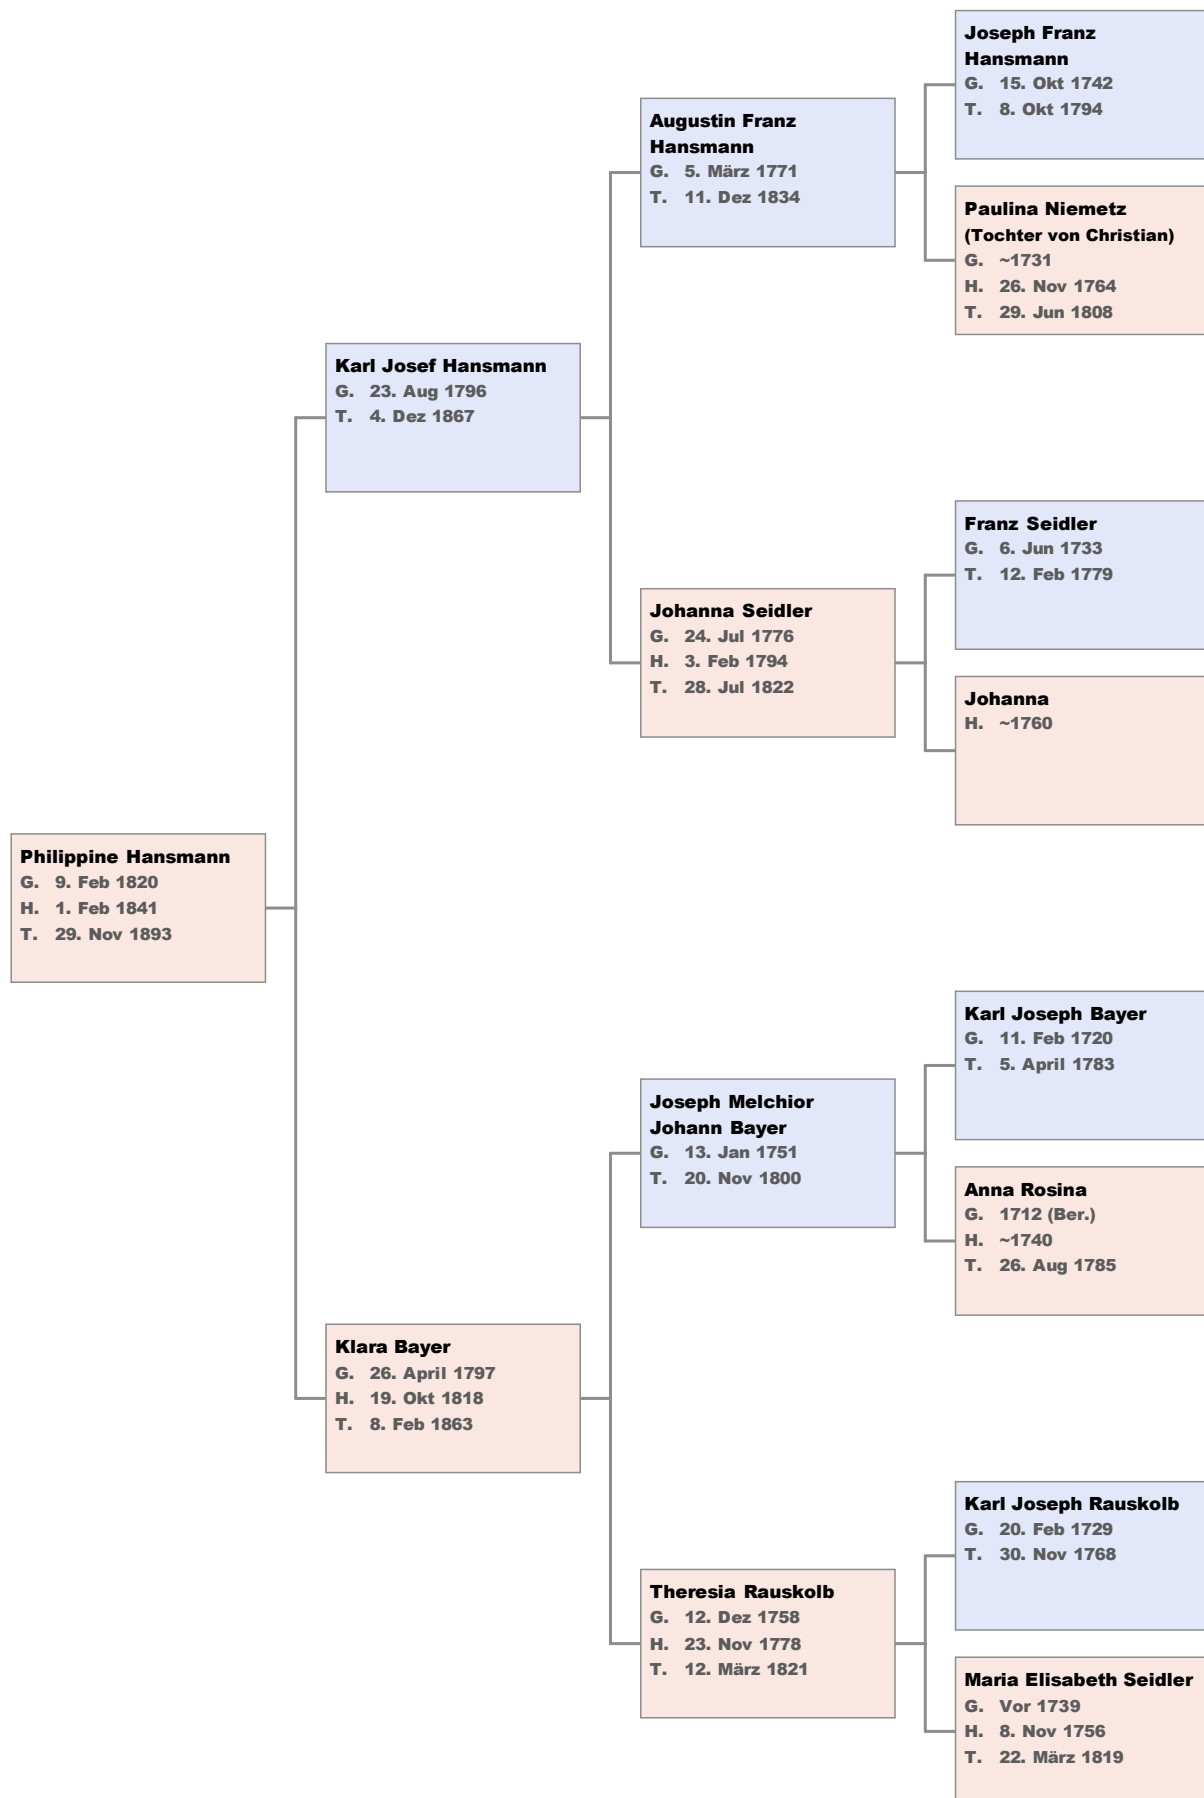 Joseph Franz
Hansmann
G. 15. Okt 1742
T. 8. Okt 1794
Augustin Franz
Hansmann
G. 5. März 1771
T. 11. Dez 1834
Paulina Niemetz
(Tochter von Christian)
G. ~1731
H. 26. Nov 1764
T. 29. Jun 1808
Karl Josef Hansmann
G. 23. Aug 1796
T. 4. Dez 1867
Franz Seidler
G. 6. Jun 1733
T. 12. Feb 1779
Johanna Seidler
G. 24. Jul 1776
H. 3. Feb 1794
T. 28. Jul 1822
Johanna
H. ~1760
Philippine Hansmann
G. 9. Feb 1820
H. 1. Feb 1841
T. 29. Nov 1893
Karl Joseph Bayer
G. 11. Feb 1720
T. 5. April 1783
Joseph Melchior
Johann Bayer
G. 13. Jan 1751
T. 20. Nov 1800
Anna Rosina
G. 1712 (Ber.)
H. ~1740
T. 26. Aug 1785
Klara Bayer
G. 26. April 1797
H. 19. Okt 1818
T. 8. Feb 1863
Karl Joseph Rauskolb
G. 20. Feb 1729
T. 30. Nov 1768
Theresia Rauskolb
G. 12. Dez 1758
H. 23. Nov 1778
T. 12. März 1821
Maria Elisabeth Seidler
G. Vor 1739
H. 8. Nov 1756
T. 22. März 1819